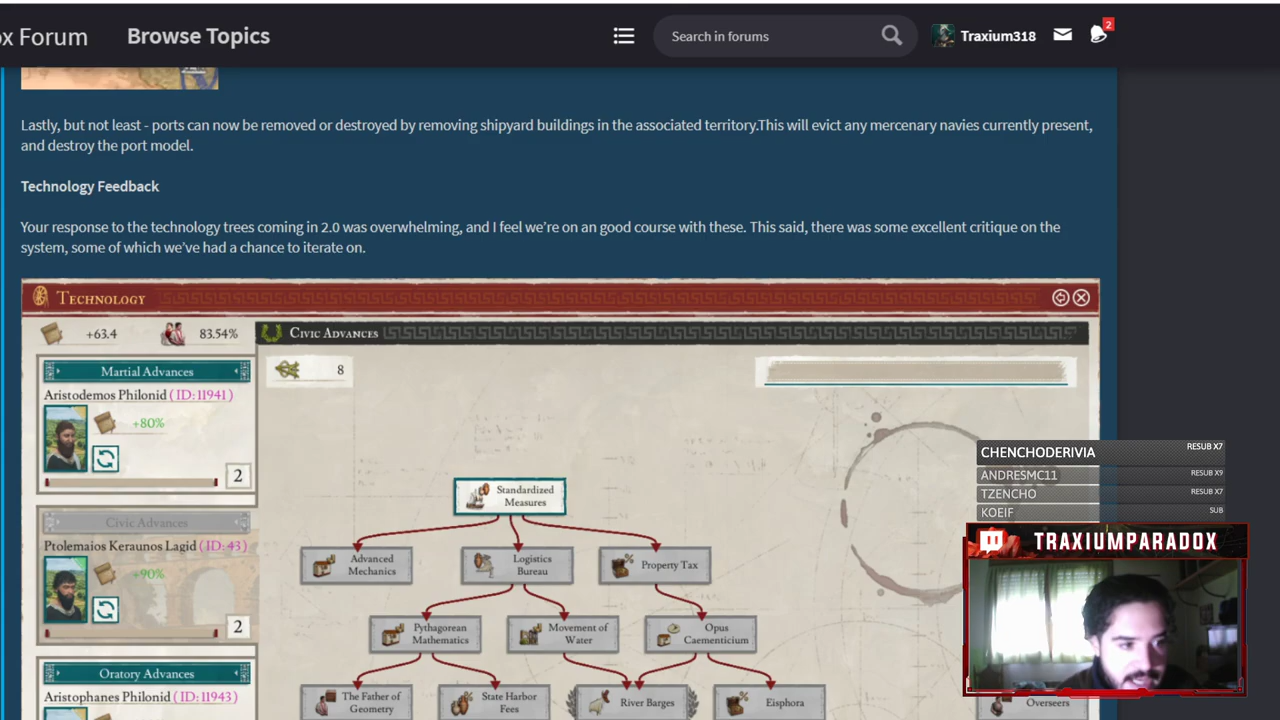 ox Forum
Browse Topics
Search in forums
Traxium318
2
Lastly, but not least - ports can now be removed or destroyed by removing shipyard buildings in the associated territory.This will evict any mercenary navies currently present,
and destroy the port model.
Technology Feedback
Your response to the technology trees coming in 2.0 was overwhelming, and I feel we're on an good course with these. This said, there was some excellent critique on the
system, some of which we've had a chance to iterate on.
Technology
+63.4
83.54%
Civic Advances
8
Martial Advances
Aristodemos Philonid (ID: 11941)
+80%
2
Civic Advances
Ptolemaios Keraunos Lagid (ID: 43)
+90%
2
Oratory Advances
Aristophanes Philonid (ID: 11943)
Standardized
Measures
Advanced
Mechanics
Logistics
Bureau
Property Tax
Pythagorean
Mathematics
Movement of
Water
Opus
Caementicium
The Father of
Geometry
State Harbor
Fees
River Barges
Eisphora
Overseers
CHENCHODERIVIA
RESUB X7
ANDRESMC11
RESUB X9
TZENCHO
RESUB X7
KOEIF
SUB
TRAXIUMPARADOX